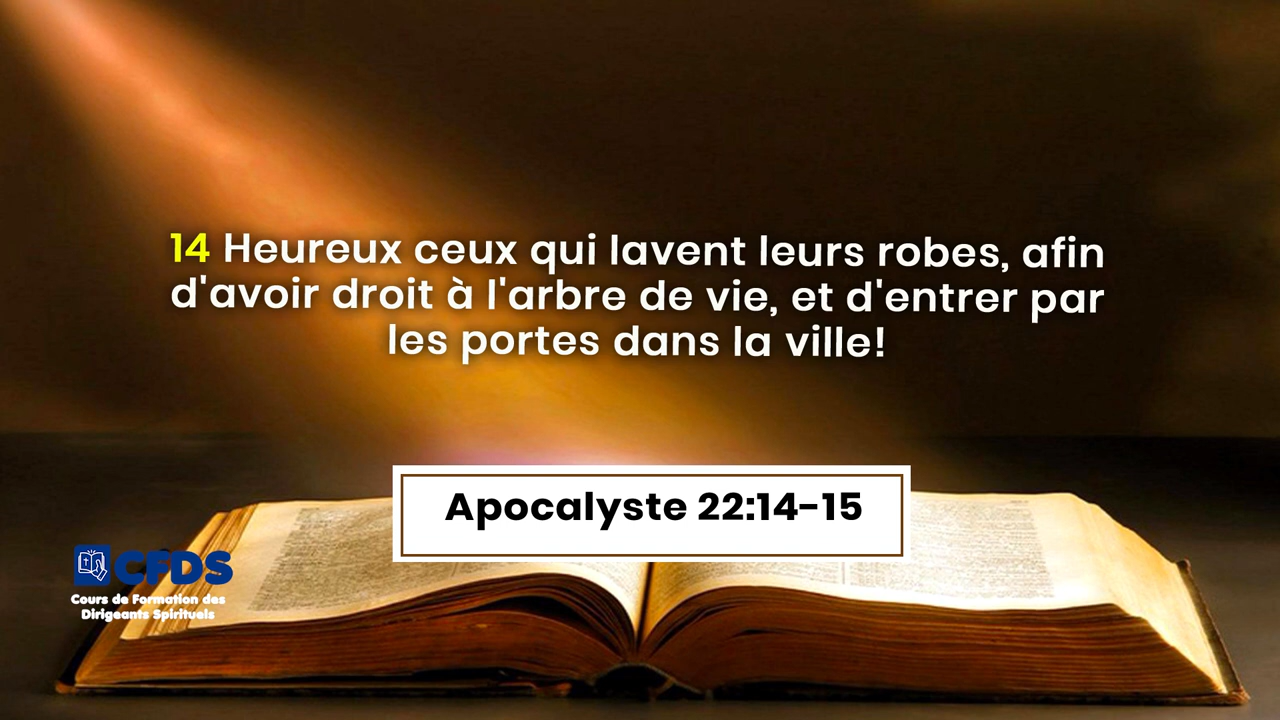 14 Heureux ceux qui lavent leurs robes, afin
d'avoir droit à l'arbre de vie, et d'entrer par
les portes dans la ville!
Apocalyste 22:14-15
CFDS
Cours de Formation des
Dirigeants Spirituels